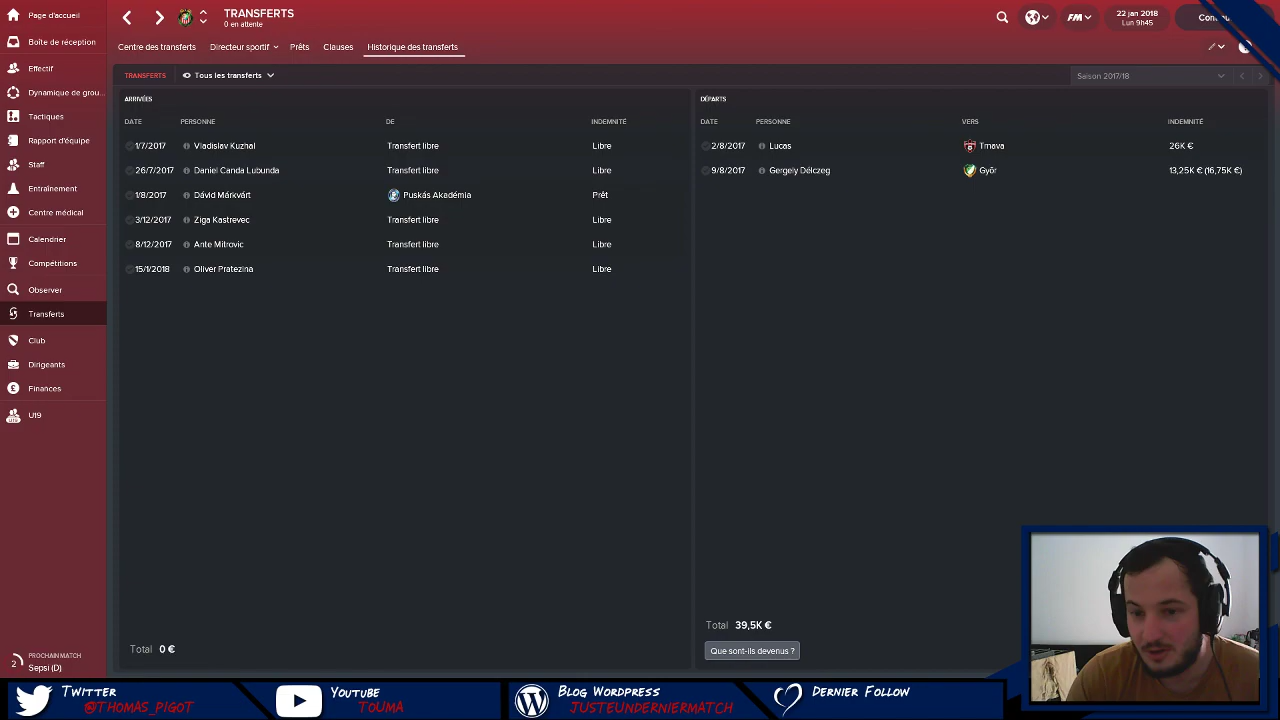 Page d'accueil
Boîte de réception
Effectif
Dynamique de grou...
Tactiques
Rapport d'équipe
Staff
Entraînement
Centre médical
Calendrier
Compétitions
Observer
Transferts
Club
Dirigeants
Finances
U19
2
PROCHAIN MATCH
Sepsi (D)
TRANSFERTS
0 en attente
FM
22 jan 2018
Lun 9h45
Centre des transferts
Directeur sportif
Prêts
Clauses
Historique des transferts
TRANSFERTS
Tous les transferts
Saison 2017/18
ARRIVÉES
DATE PERSONNE DE INDEMNITÉ
1/7/2017 Vladislav Kuzhal Transfert libre Libre
26/7/2017 Daniel Canda Lubunda Transfert libre Libre
1/8/2017 Dávid Márkvárt Puskás Akadémia Prêt
3/12/2017 Ziga Kastrevec Transfert libre Libre
8/12/2017 Ante Mitrovic Transfert libre Libre
15/1/2018 Oliver Pratezina Transfert libre Libre
Total 0 €
DÉPARTS
DATE PERSONNE VERS INDEMNITÉ
2/8/2017 Lucas Trnava 26K €
9/8/2017 Gergely Délczeg Győr 13,25K € (16,75K €)
Total 39,5K €
Que sont-ils devenus ?
Twitter
@Thomas_Pigot
Youtube
Touma
Blog Wordpress
JusteUnDernierMatch
Dernier Follow